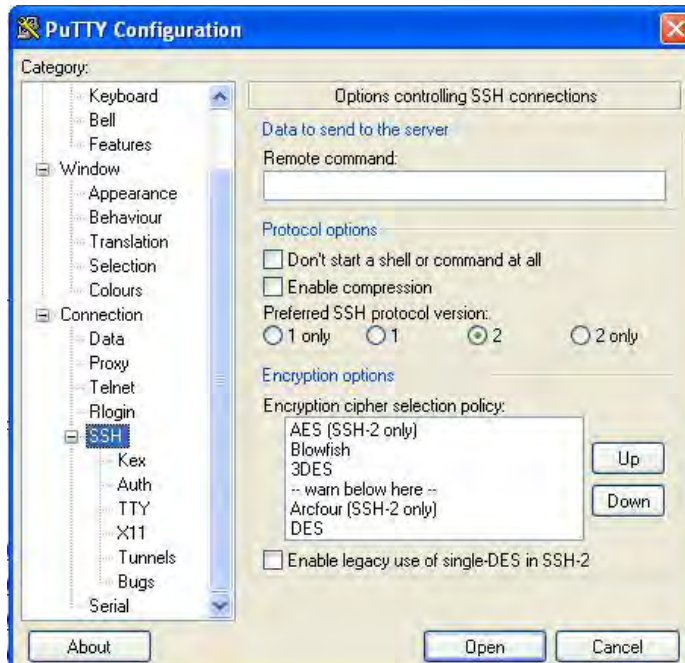 PuTTY Configuration
Category:
Keyboard
Bell
Features
Window
Appearance
Behaviour
Translation
Selection
Colours
Connection
Data
Proxy
Telnet
Rlogin
SSH
Kex
Auth
TTY
X11
Tunnels
Bugs
Serial
Options controlling SSH connections
Data to send to the server
Remote command:
Protocol options
Don't start a shell or command at all
Enable compression
Preferred SSH protocol version:
1 only 1 2 2 only
Encryption options
Encryption cipher selection policy:
AES (SSH-2 only)
Blowfish
3DES
-- warn below here --
Arcfour (SSH-2 only)
DES
Up
Down
Enable legacy use of single-DES in SSH-2
About Open Cancel